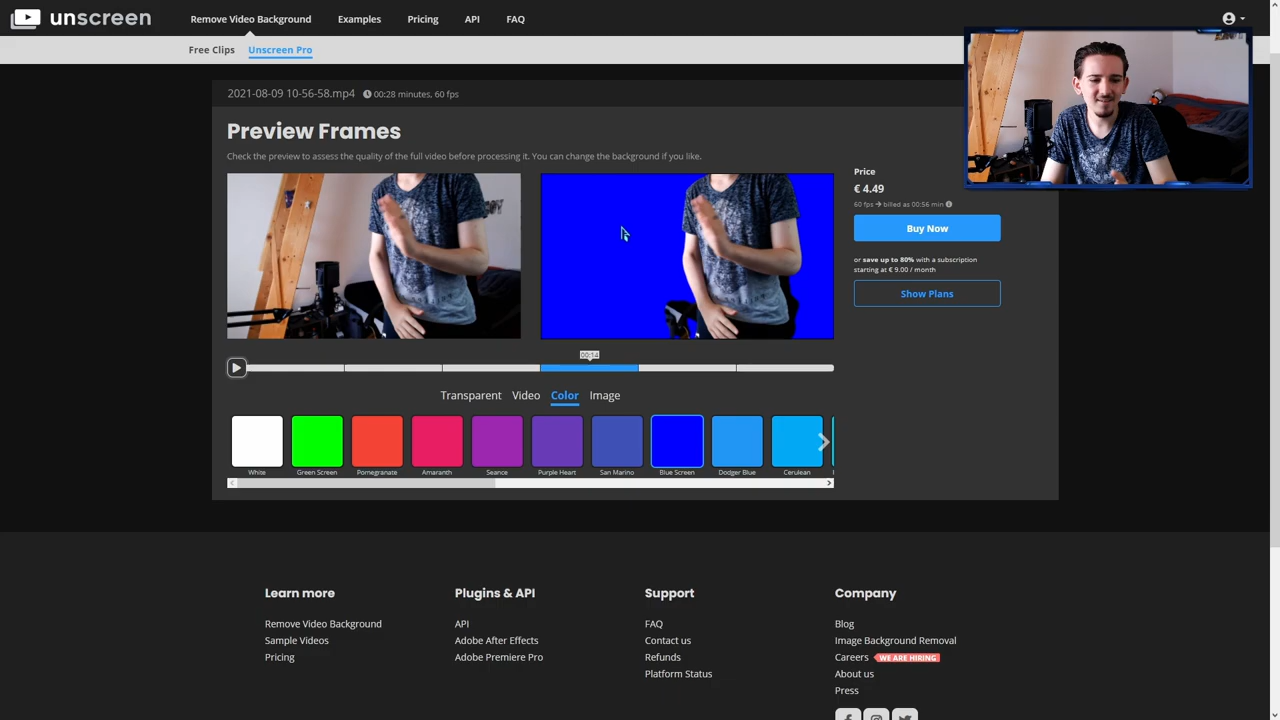 unscreen
Remove Video Background
Examples
Pricing
API
FAQ
Free Clips
Unscreen Pro
2021-08-09 10-56-58.mp4
00:28 minutes, 60 fps
Preview Frames
Check the preview to assess the quality of the full video before processing it. You can change the background if you like.
Price
€ 4.49
60 fps → billed as 00:56 min
Buy Now
or save up to 80% with a subscription
starting at € 9.00 / month
Show Plans
00:14
Transparent
Video
Color
Image
White
Green Screen
Pomegranate
Amaranth
Seance
Purple Heart
San Marino
Blue Screen
Dodger Blue
Cerulean
Learn more
Remove Video Background
Sample Videos
Pricing
Plugins & API
API
Adobe After Effects
Adobe Premiere Pro
Support
FAQ
Contact us
Refunds
Platform Status
Company
Blog
Image Background Removal
Careers WE ARE HIRING
About us
Press